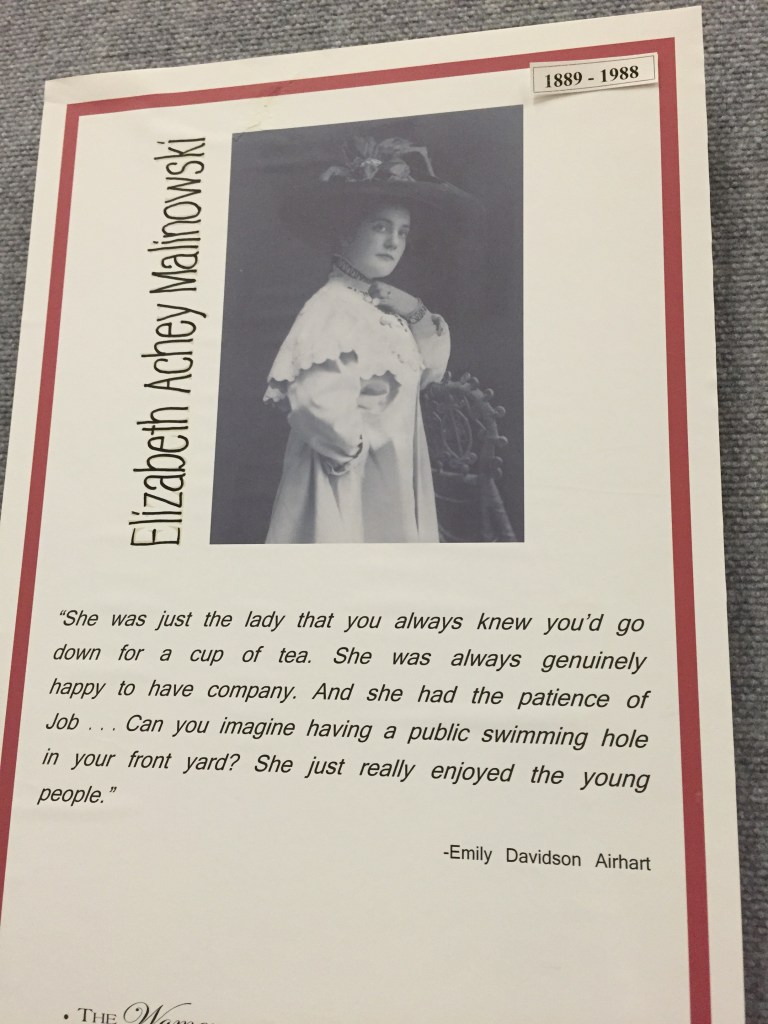 1889 - 1988
Elizabeth Achey Malinowski
“She was just the lady that you always knew you’d go
down for a cup of tea. She was always genuinely
happy to have company. And she had the patience of
Job . . . Can you imagine having a public swimming hole
in your front yard? She just really enjoyed the young
people.”
-Emily Davidson Airhart
• THE